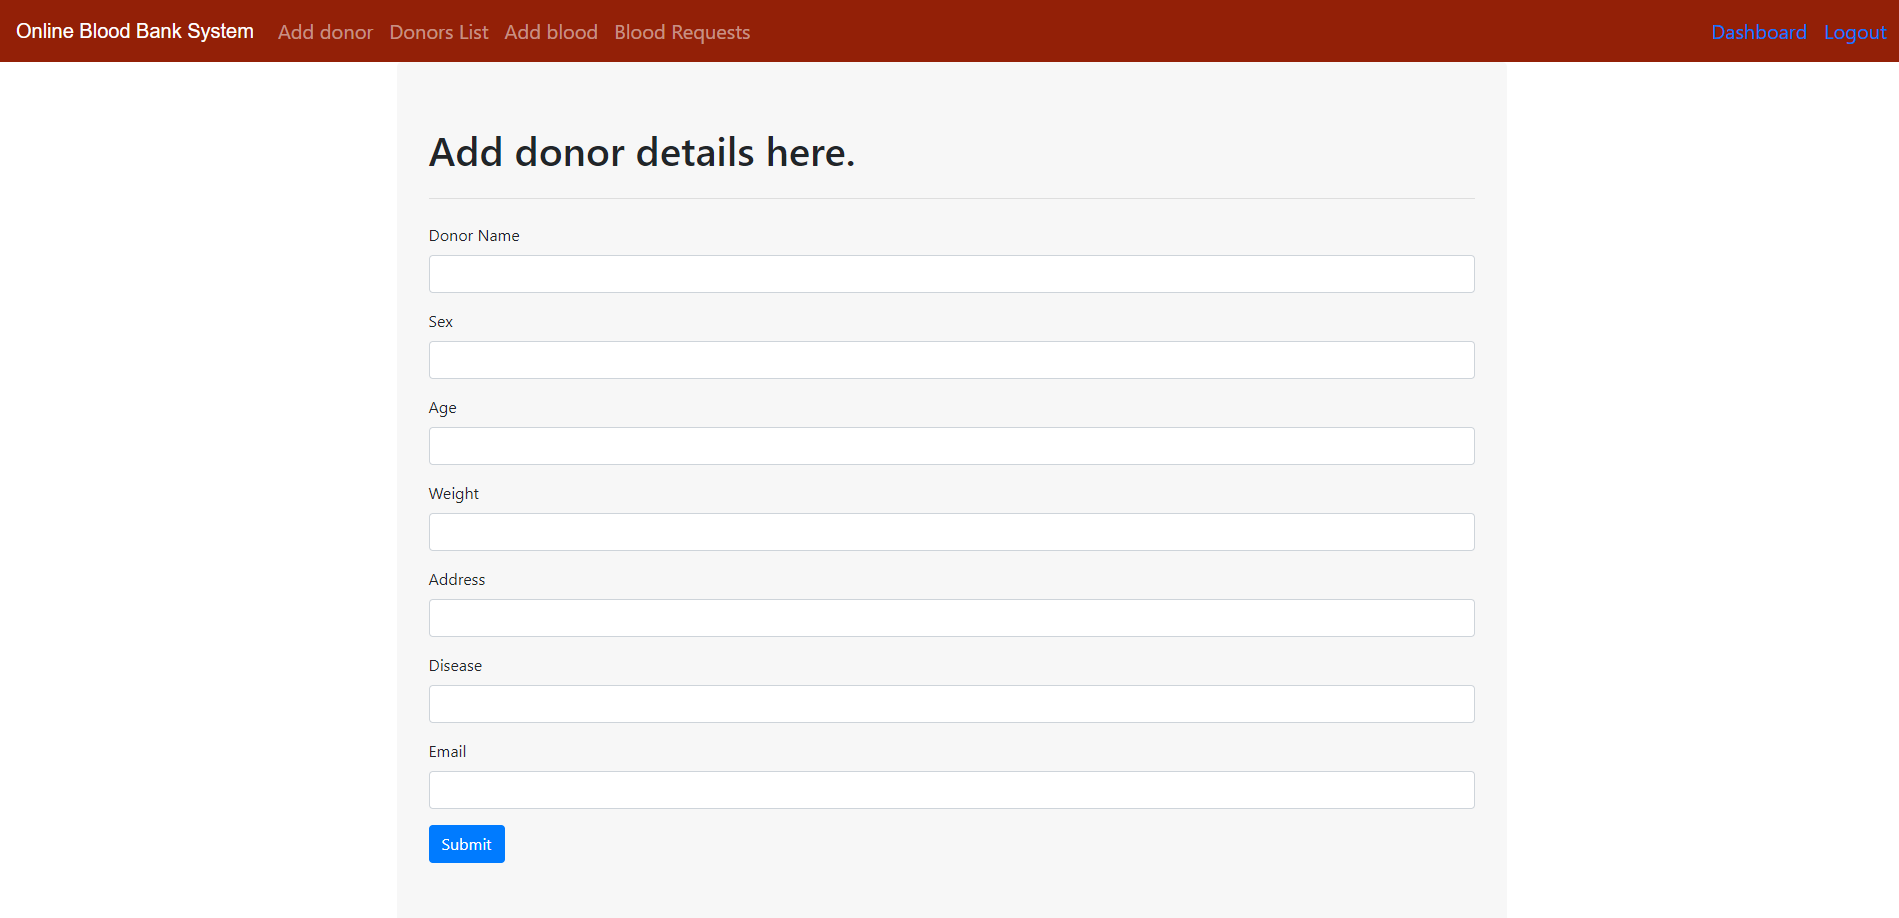 Online Blood Bank System Add donor Donors List Add blood Blood Requests Dashboard Logout
Add donor details here.
Donor Name
Sex
Age
Weight
Address
Disease
Email
Submit